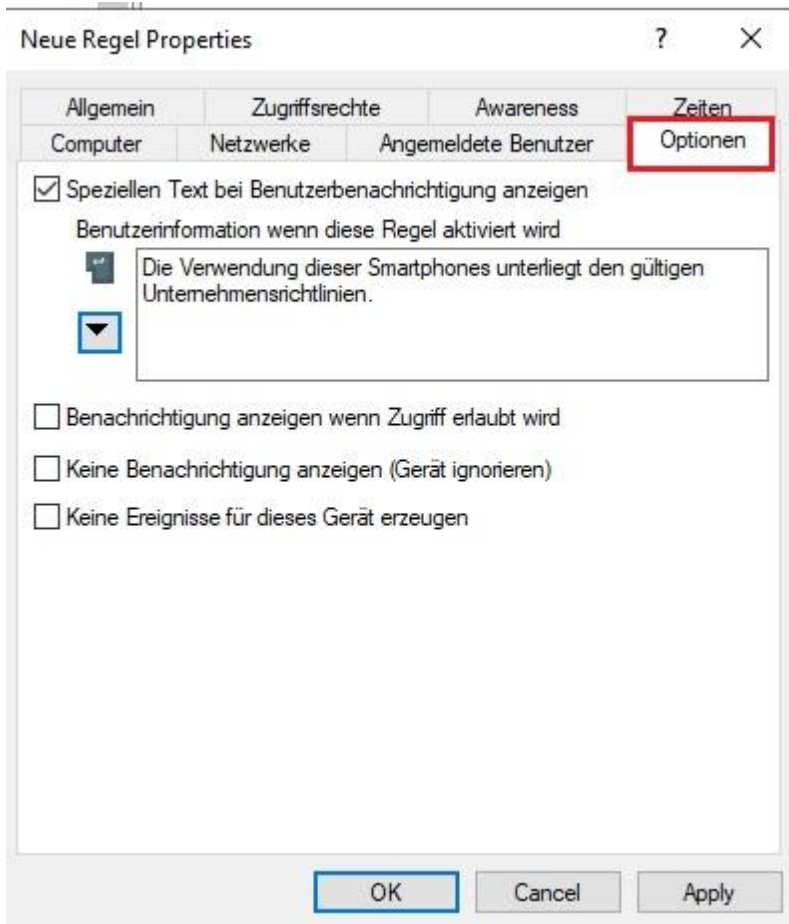 Neue Regel Properties
Allgemein Zugriffsrechte Awareness Zeiten
Computer Netzwerke Angemeldete Benutzer Optionen
Speziellen Text bei Benutzerbenachrichtigung anzeigen
Benutzerinformation wenn diese Regel aktiviert wird
Die Verwendung dieser Smartphones unterliegt den gültigen
Unternehmensrichtlinien.
Benachrichtigung anzeigen wenn Zugriff erlaubt wird
Keine Benachrichtigung anzeigen (Gerät ignorieren)
Keine Ereignisse für dieses Gerät erzeugen
OK Cancel Apply